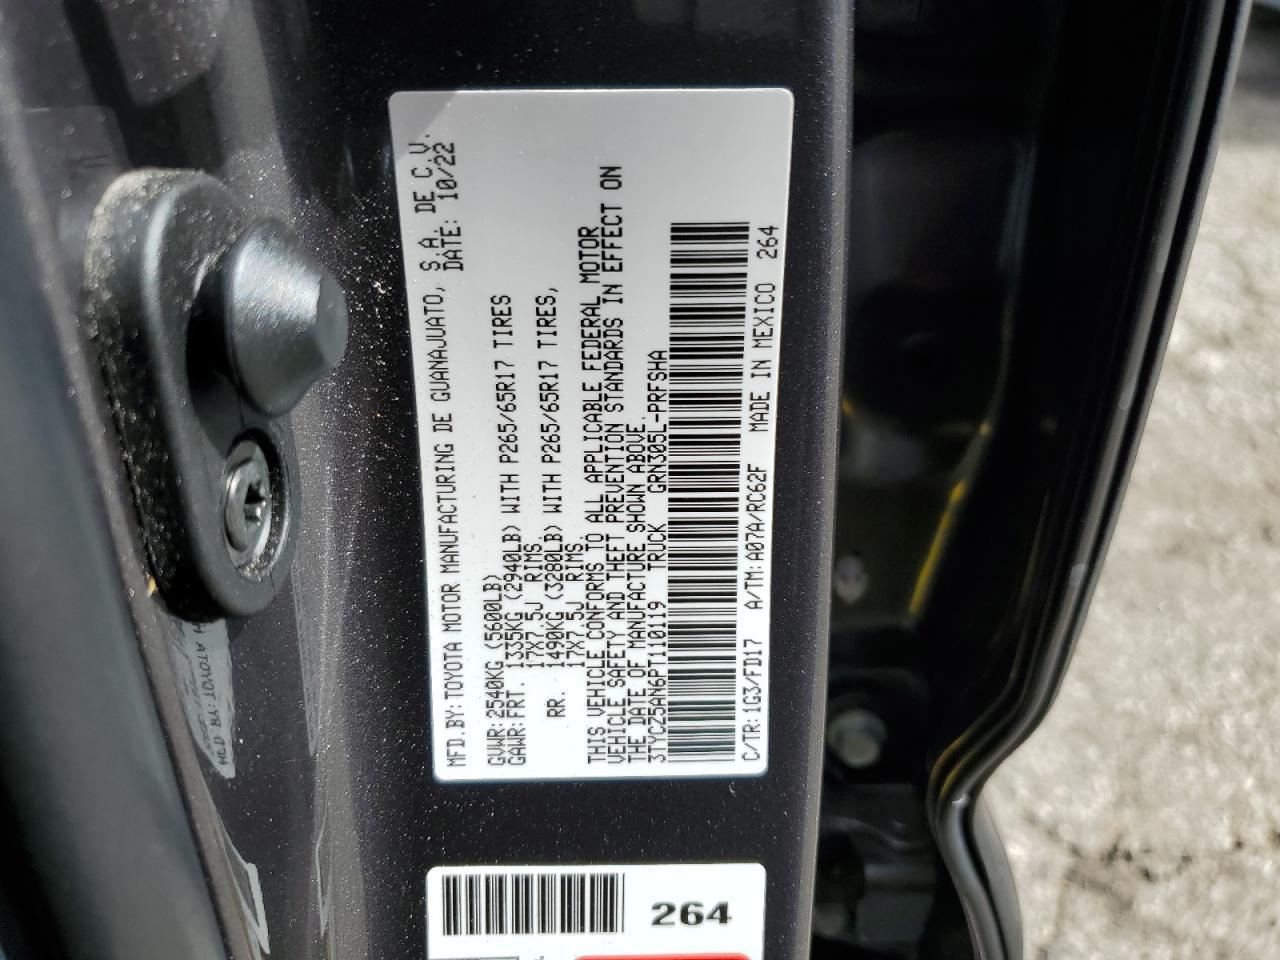 MFD.BY:TOYOTA MOTOR MANUFACTURING DE GUANAJUATO, S.A. DE C.V.
DATE: 10/22
GVWR:2540KG (5600LB)
GAWR:FRT. 1335KG (2940LB) WITH P265/65R17 TIRES
17X7.5J RIMS
RR. 1490KG (3280LB) WITH P265/65R17 TIRES,
17X7.5J RIMS
THIS VEHICLE CONFORMS TO ALL APPLICABLE FEDERAL MOTOR
VEHICLE SAFETY AND THEFT PREVENTION STANDARDS IN EFFECT ON
THE DATE OF MANUFACTURE SHOWN ABOVE.
3TYCZ5AN6PT110119 TRUCK GRN305L-PRFSHA
C/TR:1G3/FD17 A/TM:A07A/RC62F MADE IN MEXICO 264
264